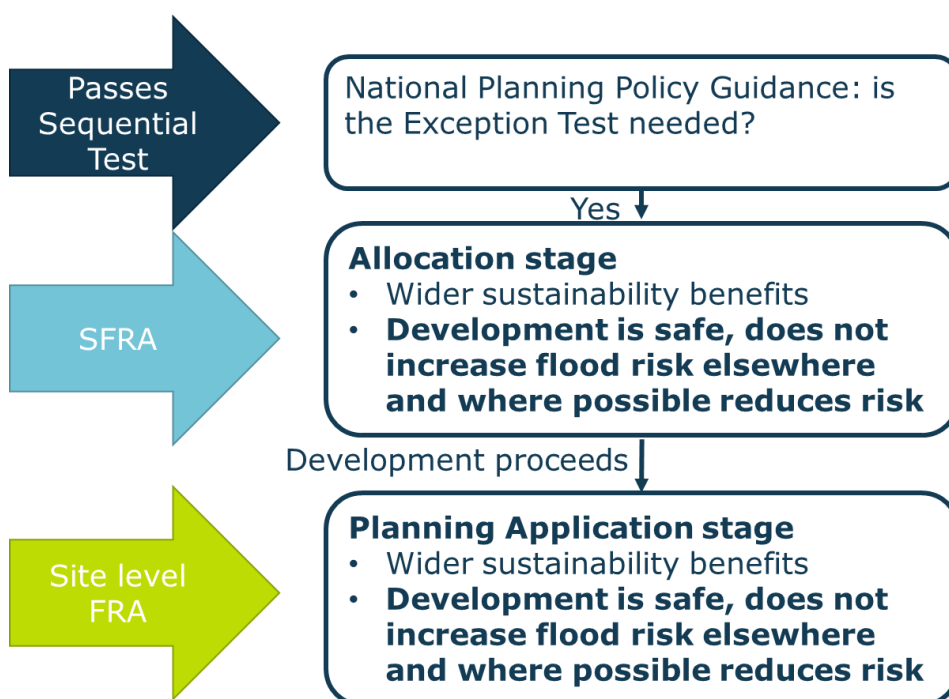 Passes
Sequential
Test
National Planning Policy Guidance: is
the Exception Test needed?
Yes
SFRA
Allocation stage
• Wider sustainability benefits
• Development is safe, does not
increase flood risk elsewhere
and where possible reduces risk
Development proceeds
Site level
FRA
Planning Application stage
• Wider sustainability benefits
• Development is safe, does not
increase flood risk elsewhere
and where possible reduces risk